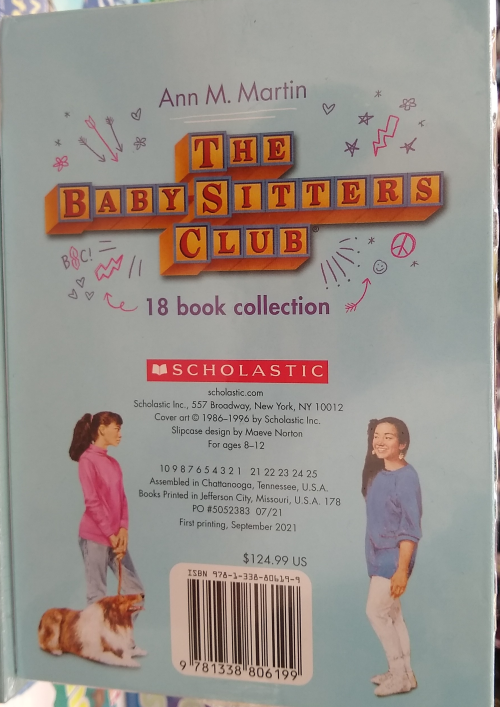 Ann M. Martin
THE
BABY-SITTERS
CLUB®
BSC!
18 book collection
SCHOLASTIC
scholastic.com
Scholastic Inc., 557 Broadway, New York, NY 10012
Cover art © 1986–1996 by Scholastic Inc.
Slipcase design by Maeve Norton
For ages 8–12
10 9 8 7 6 5 4 3 2 1 21 22 23 24 25
Assembled in Chattanooga, Tennessee, U.S.A.
Books Printed in Jefferson City, Missouri, U.S.A. 178
PO #5052383 07/21
First printing, September 2021
$124.99 US
ISBN 978-1-338-80619-9
9 781338 806199